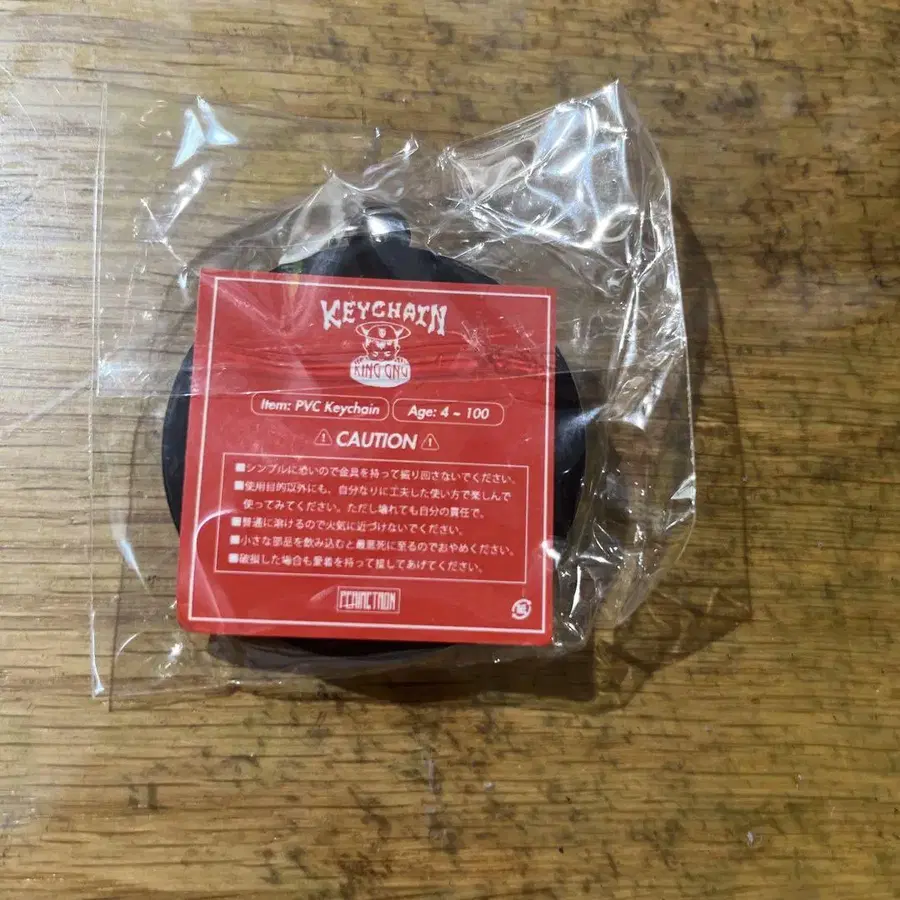 KEYCHAIN
KING GNU
Item: PVC Keychain
Age: 4 ~ 100
CAUTION
■シンプルに恐いので金具を持って振り回さないでください。
■使用目的以外にも、自分なりに工夫した使い方で楽しんで
使ってみてください。ただし壊れても自分の責任で。
■普通に溶けるので火気に近づけないでください。
■小さな部品を飲み込むと最悪死に至るのでおやめください。
■破損した場合も愛着を持って接してあげてください。
PERIMETRON